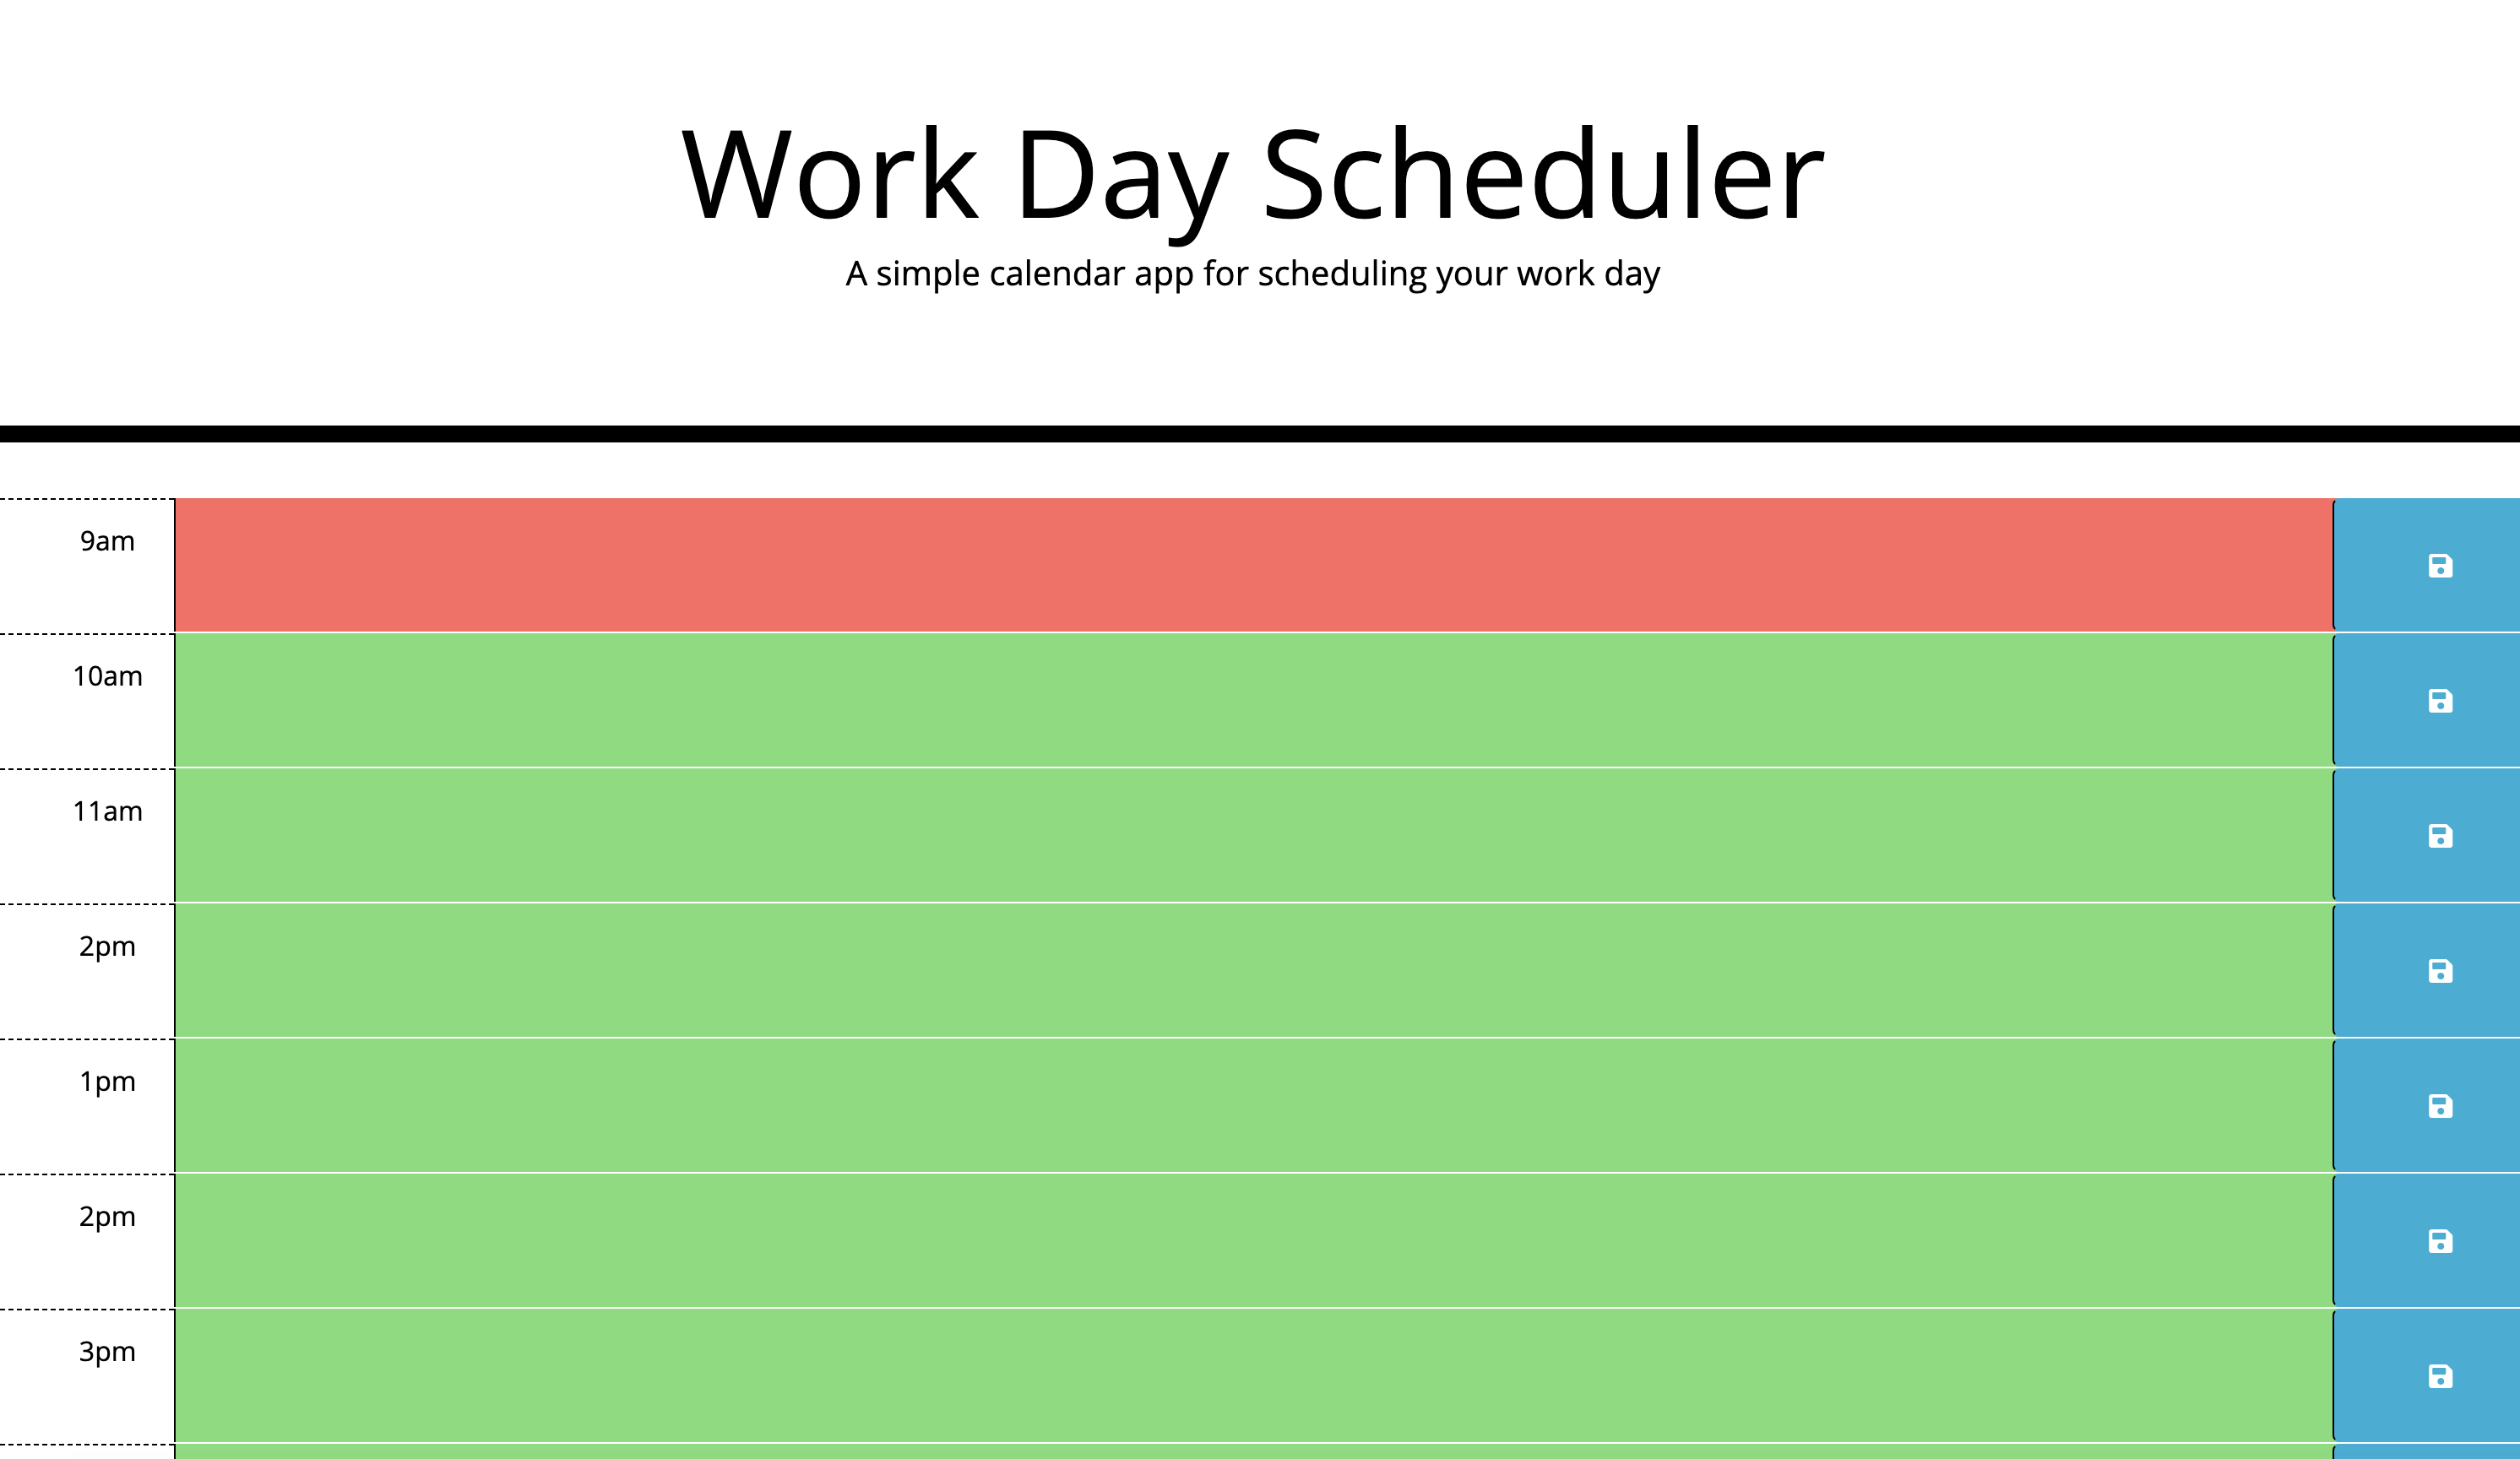 Work Day Scheduler
A simple calendar app for scheduling your work day
9am
10am
11am
2pm
1pm
2pm
3pm